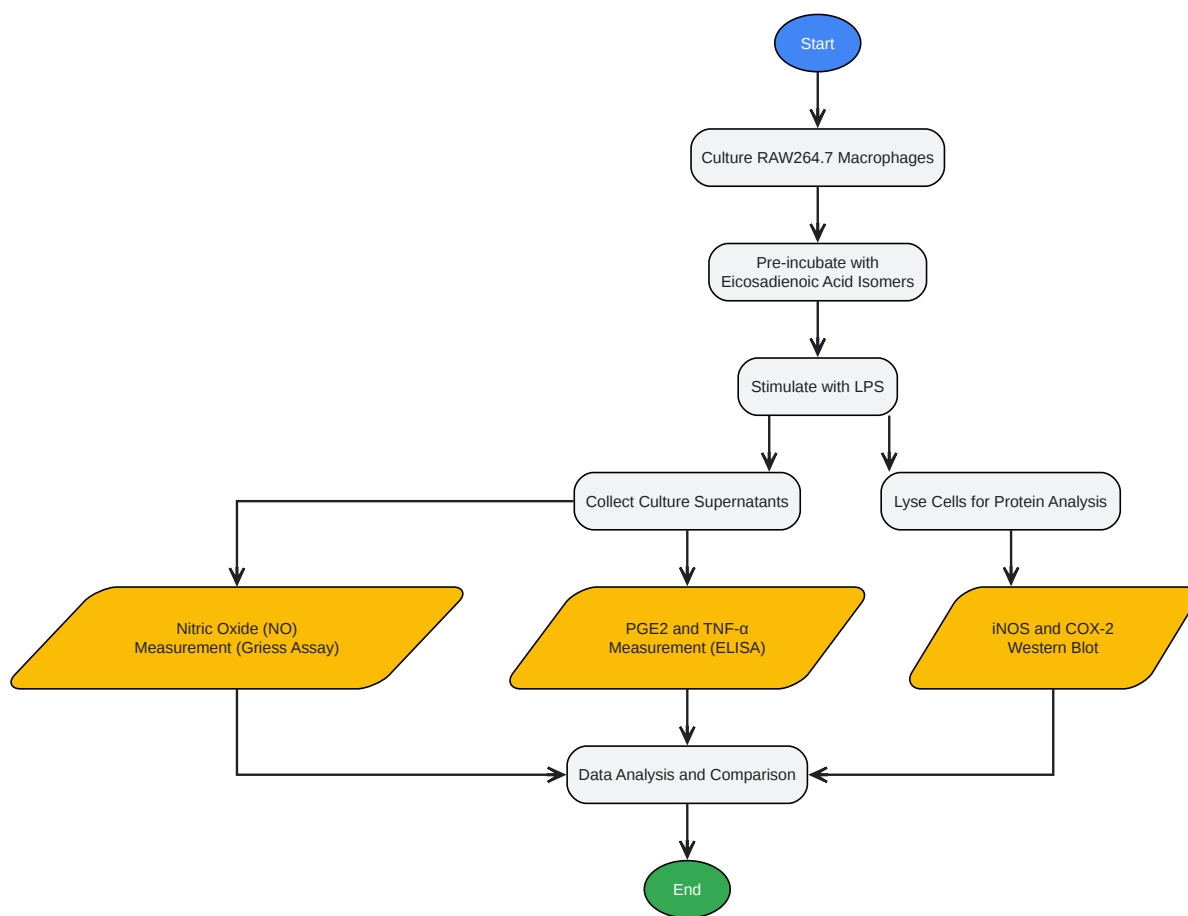 Start
Culture RAW264.7 Macrophages
Pre-incubate with
Eicosadienoic Acid Isomers
Stimulate with LPS
Collect Culture Supernatants
Lyse Cells for Protein Analysis
Nitric Oxide (NO)
Measurement (Griess Assay)
PGE2 and TNF-α
Measurement (ELISA)
iNOS and COX-2
Western Blot
Data Analysis and Comparison
End